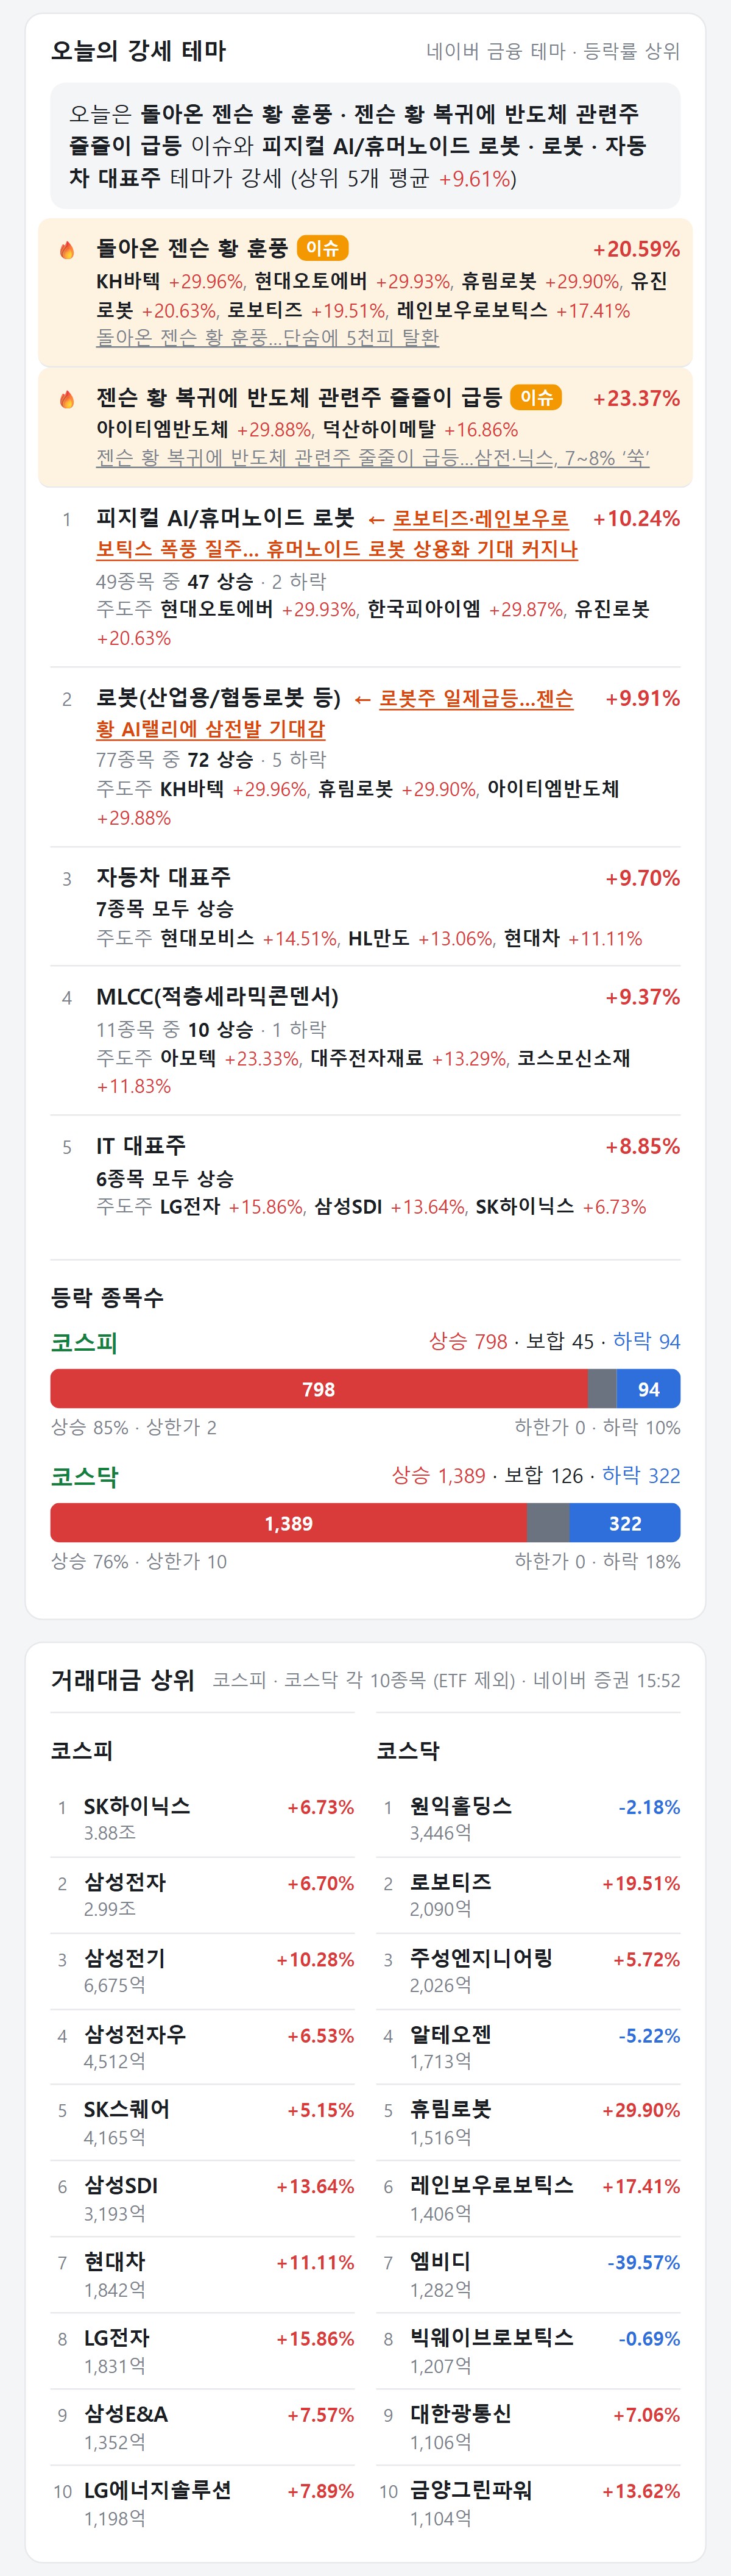 오늘의 강세 테마 네이버 금융 테마 · 등락률 상위
오늘은 돌아온 젠슨 황 훈풍 · 젠슨 황 복귀에 반도체 관련주
줄줄이 급등 이슈와 피지컬 AI/휴머노이드 로봇 · 로봇 · 자동
차 대표주 테마가 강세 (상위 5개 평균 +9.61%)
돌아온 젠슨 황 훈풍 이슈 +20.59%
KH바텍 +29.96%, 현대오토에버 +29.93%, 휴림로봇 +29.90%, 유진
로봇 +20.63%, 로보티즈 +19.51%, 레인보우로보틱스 +17.41%
돌아온 젠슨 황 훈풍…단숨에 5천피 탈환
젠슨 황 복귀에 반도체 관련주 줄줄이 급등 이슈 +23.37%
아이티엠반도체 +29.88%, 덕산하이메탈 +16.86%
젠슨 황 복귀에 반도체 관련주 줄줄이 급등…삼전·닉스, 7~8% ‘쑥’
1 피지컬 AI/휴머노이드 로봇 ← 로보티즈·레인보우로 +10.24%
보틱스 폭풍 질주… 휴머노이드 로봇 상용화 기대 커지나
49종목 중 47 상승 · 2 하락
주도주 현대오토에버 +29.93%, 한국피아이엠 +29.87%, 유진로봇
+20.63%
2 로봇(산업용/협동로봇 등) ← 로봇주 일제급등…젠슨 +9.91%
황 AI랠리에 삼전발 기대감
77종목 중 72 상승 · 5 하락
주도주 KH바텍 +29.96%, 휴림로봇 +29.90%, 아이티엠반도체
+29.88%
3 자동차 대표주 +9.70%
7종목 모두 상승
주도주 현대모비스 +14.51%, HL만도 +13.06%, 현대차 +11.11%
4 MLCC(적층세라믹콘덴서) +9.37%
11종목 중 10 상승 · 1 하락
주도주 아모텍 +23.33%, 대주전자재료 +13.29%, 코스모신소재
+11.83%
5 IT 대표주 +8.85%
6종목 모두 상승
주도주 LG전자 +15.86%, 삼성SDI +13.64%, SK하이닉스 +6.73%
등락 종목수
코스피 상승 798 · 보합 45 · 하락 94
798 94
상승 85% · 상한가 2 하한가 0 · 하락 10%
코스닥 상승 1,389 · 보합 126 · 하락 322
1,389 322
상승 76% · 상한가 10 하한가 0 · 하락 18%
거래대금 상위 코스피 · 코스닥 각 10종목 (ETF 제외) · 네이버 증권 15:52
코스피
1 SK하이닉스 +6.73%
3.88조
2 삼성전자 +6.70%
2.99조
3 삼성전기 +10.28%
6,675억
4 삼성전자우 +6.53%
4,512억
5 SK스퀘어 +5.15%
4,165억
6 삼성SDI +13.64%
3,193억
7 현대차 +11.11%
1,842억
8 LG전자 +15.86%
1,831억
9 삼성E&A +7.57%
1,352억
10 LG에너지솔루션 +7.89%
1,198억
코스닥
1 원익홀딩스 -2.18%
3,446억
2 로보티즈 +19.51%
2,090억
3 주성엔지니어링 +5.72%
2,026억
4 알테오젠 -5.22%
1,713억
5 휴림로봇 +29.90%
1,516억
6 레인보우로보틱스 +17.41%
1,406억
7 엠비디 -39.57%
1,282억
8 빅웨이브로보틱스 -0.69%
1,207억
9 대한광통신 +7.06%
1,106억
10 금양그린파워 +13.62%
1,104억